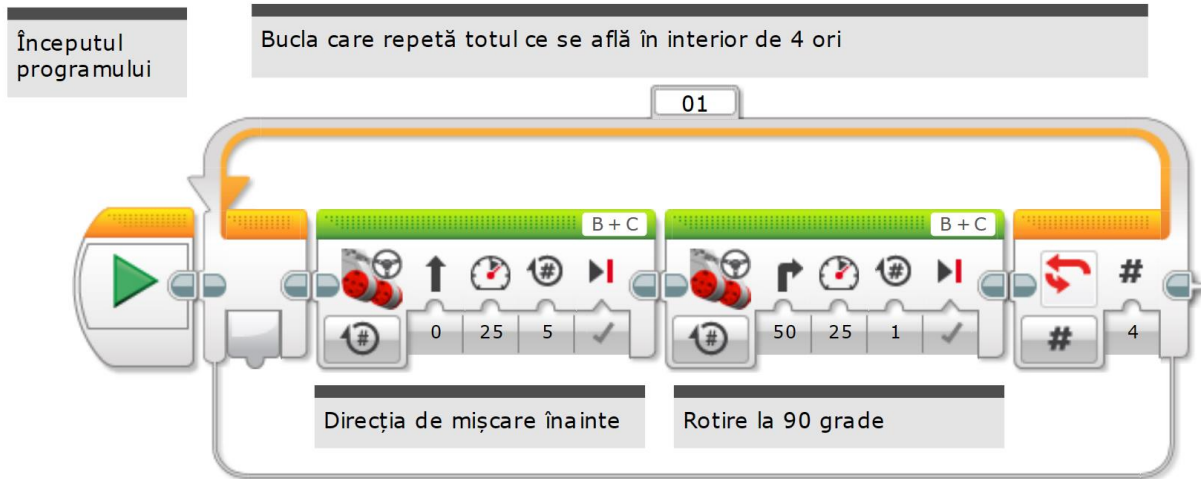 Începutul
programului
Bucla care repetă totul ce se află în interior de 4 ori
01
B + C
B + C
#
#
#
0 25 5
50 25 1
4
#
#
#
Direcția de mișcare înainte
Rotire la 90 grade